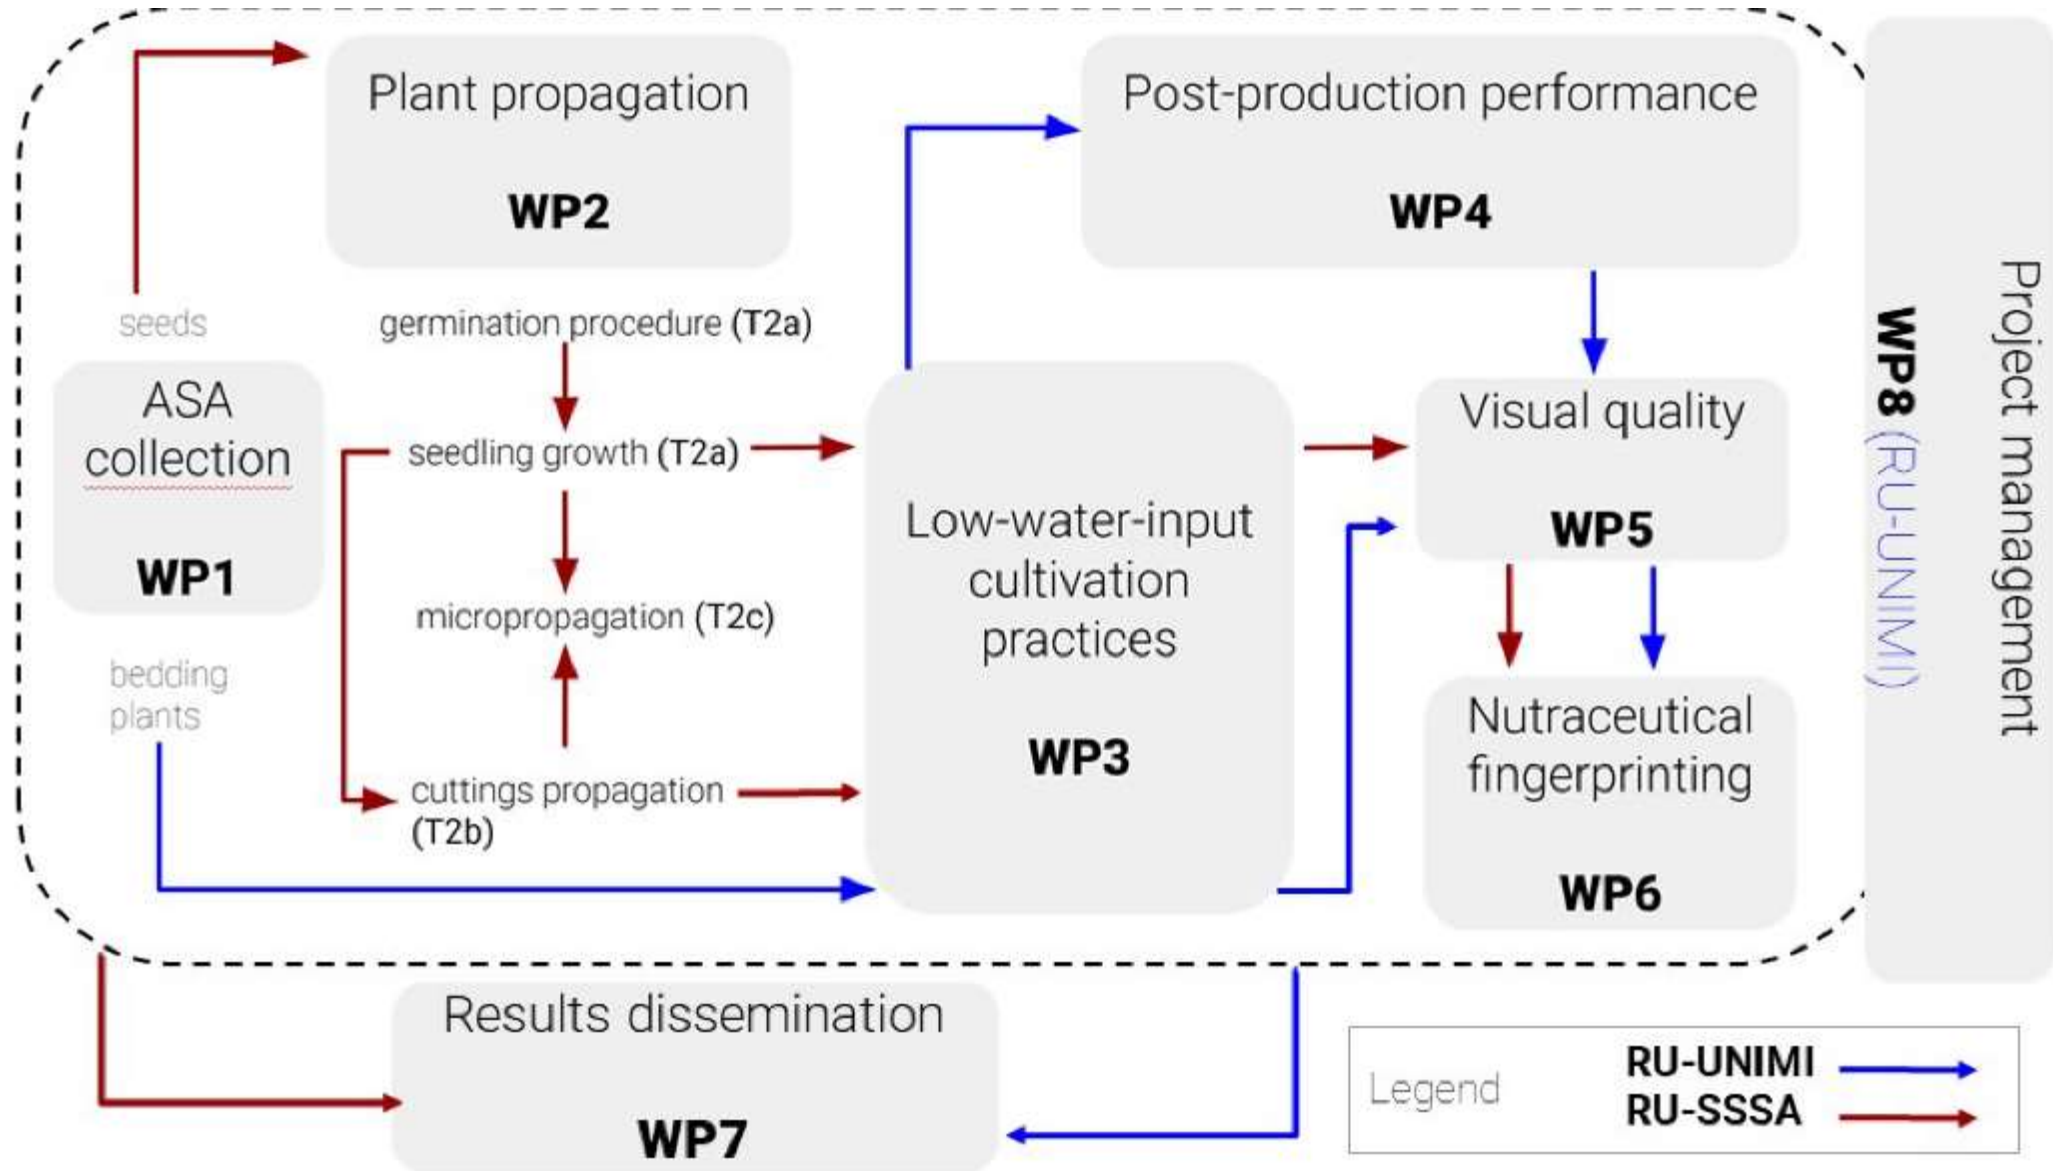 Plant propagation
WP2
Post-production performance
WP4
seeds
ASA
collection
WP1
bedding
plants
germination procedure (T2a)
seedling growth (T2a)
micropropagation (T2c)
cuttings propagation
(T2b)
Low-water-input
cultivation
practices
WP3
Visual quality
WP5
Nutraceutical
fingerprinting
WP6
Project management
WP8 (RU-UNIMI)
Results dissemination
WP7
Legend
RU-UNIMI
RU-SSSA